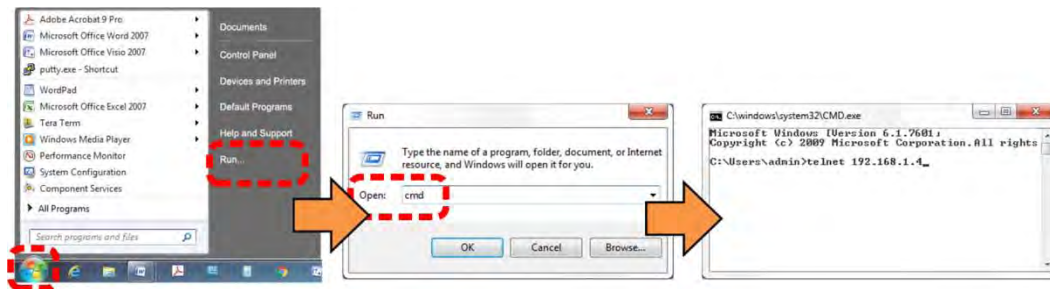 Adobe Acrobat 9 Pro
Microsoft Office Word 2007
Microsoft Office Visio 2007
putty.exe - Shortcut
WordPad
Microsoft Office Excel 2007
Tera Term
Windows Media Player
Performance Monitor
System Configuration
Component Services
All Programs
Search programs and files
Documents
Control Panel
Devices and Printers
Default Programs
Help and Support
Run...
Run
Type the name of a program, folder, document, or Internet
resource, and Windows will open it for you.
Open: cmd
OK Cancel Browse...
C:\windows\system32\CMD.exe
Microsoft Windows [Version 6.1.7601]
Copyright (c) 2009 Microsoft Corporation.All rights
C:\Users\admin>telnet 192.168.1.4_